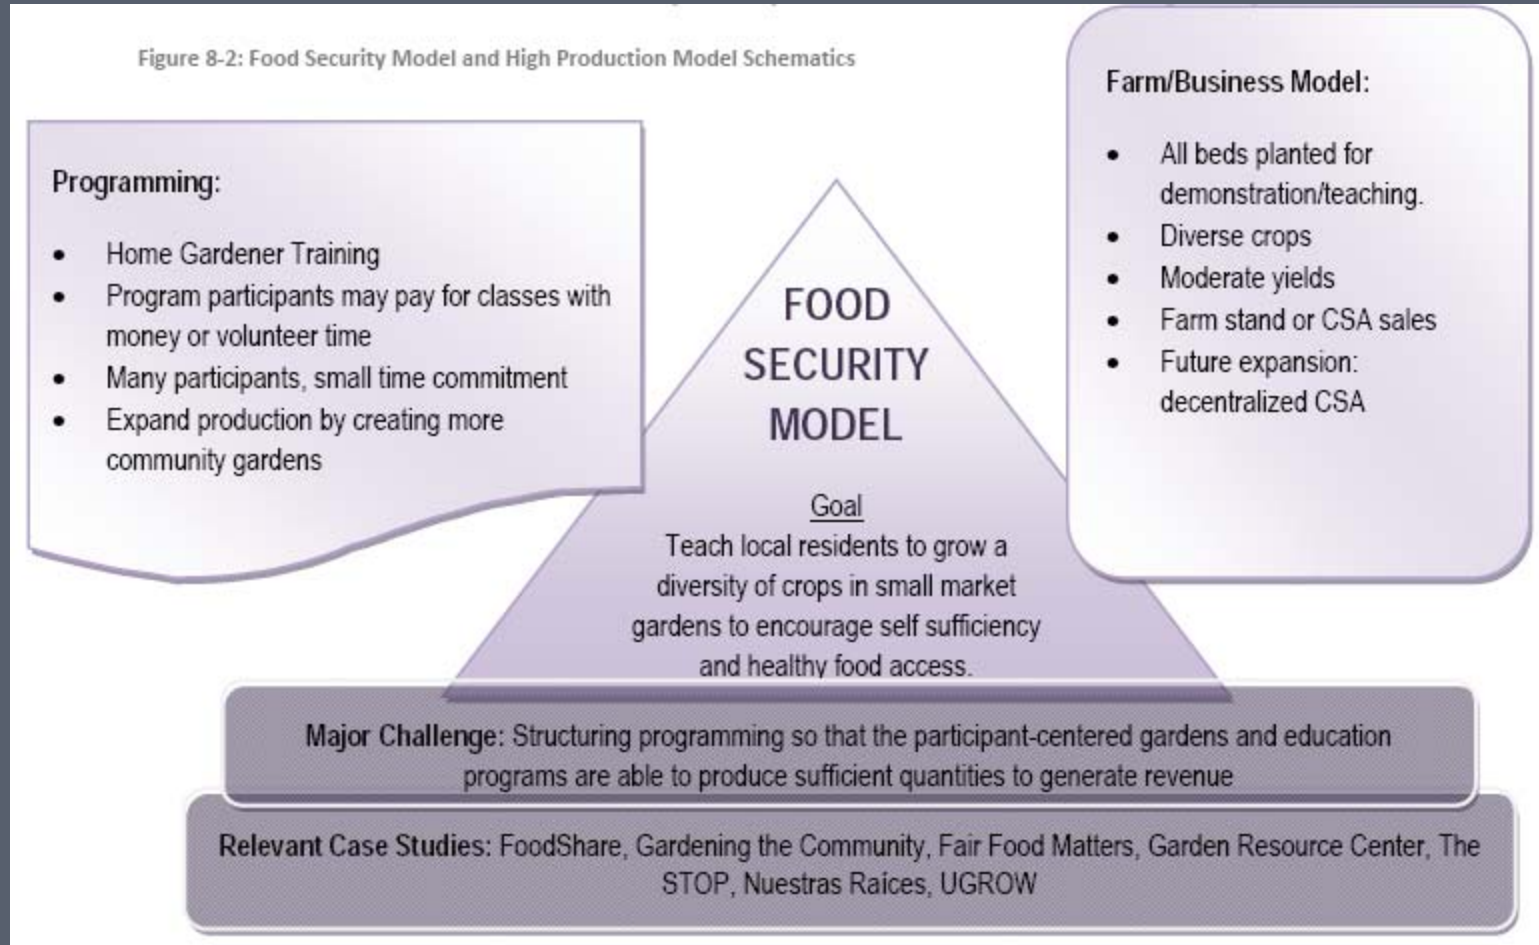 Figure 8-2: Food Security Model and High Production Model Schematics
Programming:
• Home Gardener Training
• Program participants may pay for classes with
money or volunteer time
• Many participants, small time commitment
• Expand production by creating more
community gardens
FOOD
SECURITY
MODEL
Goal
Teach local residents to grow a
diversity of crops in small market
gardens to encourage self sufficiency
and healthy food access.
Farm/Business Model:
• All beds planted for
demonstration/teaching.
• Diverse crops
• Moderate yields
• Farm stand or CSA sales
• Future expansion:
decentralized CSA
Major Challenge: Structuring programming so that the participant-centered gardens and education
programs are able to produce sufficient quantities to generate revenue
Relevant Case Studies: FoodShare, Gardening the Community, Fair Food Matters, Garden Resource Center, The
STOP, Nuestras Raíces, UGROW